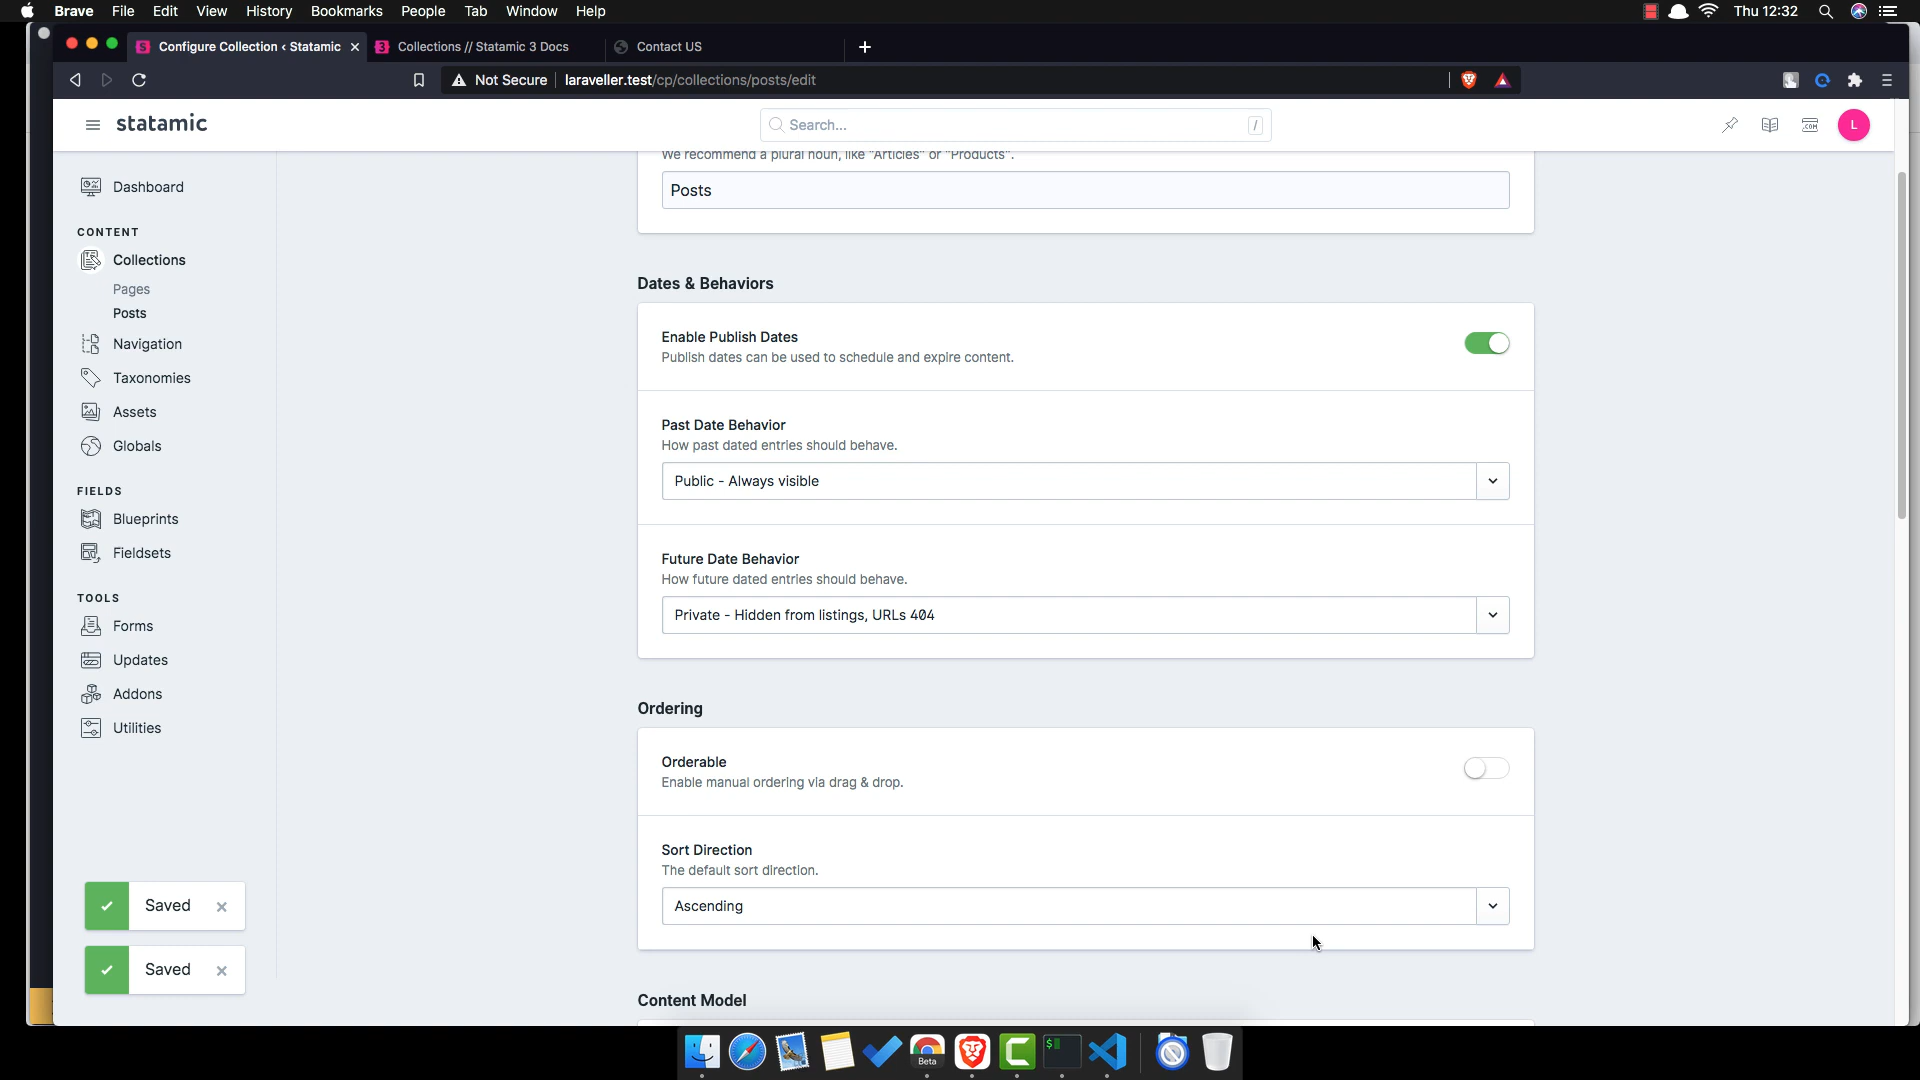 Brave File Edit View History Bookmarks People Tab Window Help Thu 12:32
Configure Collection ‹ Statamic Collections // Statamic 3 Docs Contact US
Not Secure laraveller.test/cp/collections/posts/edit
statamic Search... / .COM L
We recommend a plural noun, like "Articles" or "Products".
Posts
Dashboard
CONTENT
Collections
Pages
Posts
Navigation
Taxonomies
Assets
Globals
FIELDS
Blueprints
Fieldsets
TOOLS
Forms
Updates
Addons
Utilities
Dates & Behaviors
Enable Publish Dates
Publish dates can be used to schedule and expire content.
Past Date Behavior
How past dated entries should behave.
Public - Always visible
Future Date Behavior
How future dated entries should behave.
Private - Hidden from listings, URLs 404
Ordering
Orderable
Enable manual ordering via drag & drop.
Sort Direction
The default sort direction.
Ascending
Content Model
Saved
Saved
Beta
$